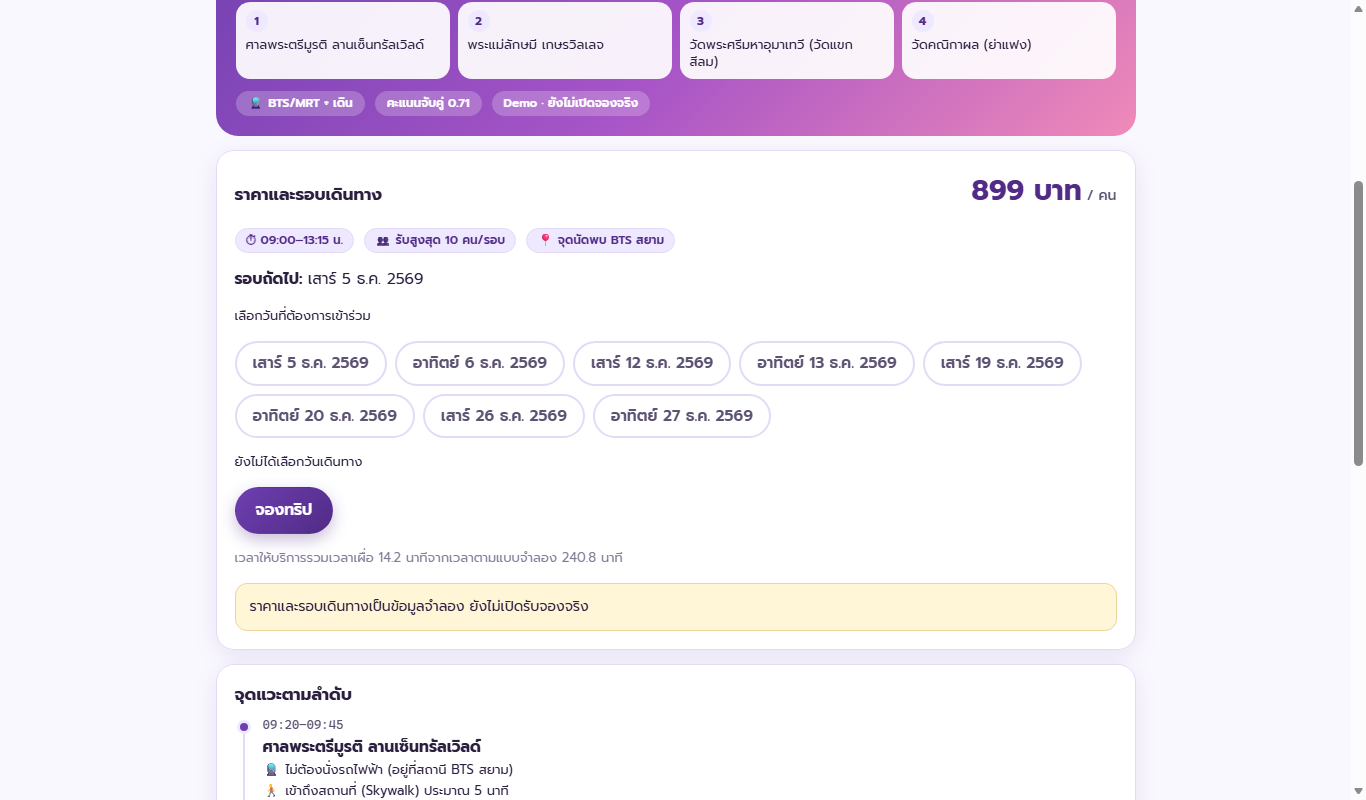 1
ศาลพระตรีมูรติ ลานเซ็นทรัลเวิลด์
2
พระแม่ลักษมี เกษรวิลเลจ
3
วัดพระศรีมหาอุมาเทวี (วัดแขก
สีลม)
4
วัดคณิกาผล (ย่าแฟง)
BTS/MRT + เดิน
คะแนนจับคู่ 0.71
Demo · ยังไม่เปิดจองจริง
ราคาและรอบเดินทาง
899 บาท / คน
09:00–13:15 น.
รับสูงสุด 10 คน/รอบ
จุดนัดพบ BTS สยาม
รอบถัดไป: เสาร์ 5 ธ.ค. 2569
เลือกวันที่ต้องการเข้าร่วม
เสาร์ 5 ธ.ค. 2569
อาทิตย์ 6 ธ.ค. 2569
เสาร์ 12 ธ.ค. 2569
อาทิตย์ 13 ธ.ค. 2569
เสาร์ 19 ธ.ค. 2569
อาทิตย์ 20 ธ.ค. 2569
เสาร์ 26 ธ.ค. 2569
อาทิตย์ 27 ธ.ค. 2569
ยังไม่ได้เลือกวันเดินทาง
จองทริป
เวลาให้บริการรวมเวลาเผื่อ 14.2 นาทีจากเวลาตามแบบจำลอง 240.8 นาที
ราคาและรอบเดินทางเป็นข้อมูลจำลอง ยังไม่เปิดรับจองจริง
จุดแวะตามลำดับ
09:20–09:45
ศาลพระตรีมูรติ ลานเซ็นทรัลเวิลด์
ไม่ต้องนั่งรถไฟฟ้า (อยู่ที่สถานี BTS สยาม)
เข้าถึงสถานที่ (Skywalk) ประมาณ 5 นาที